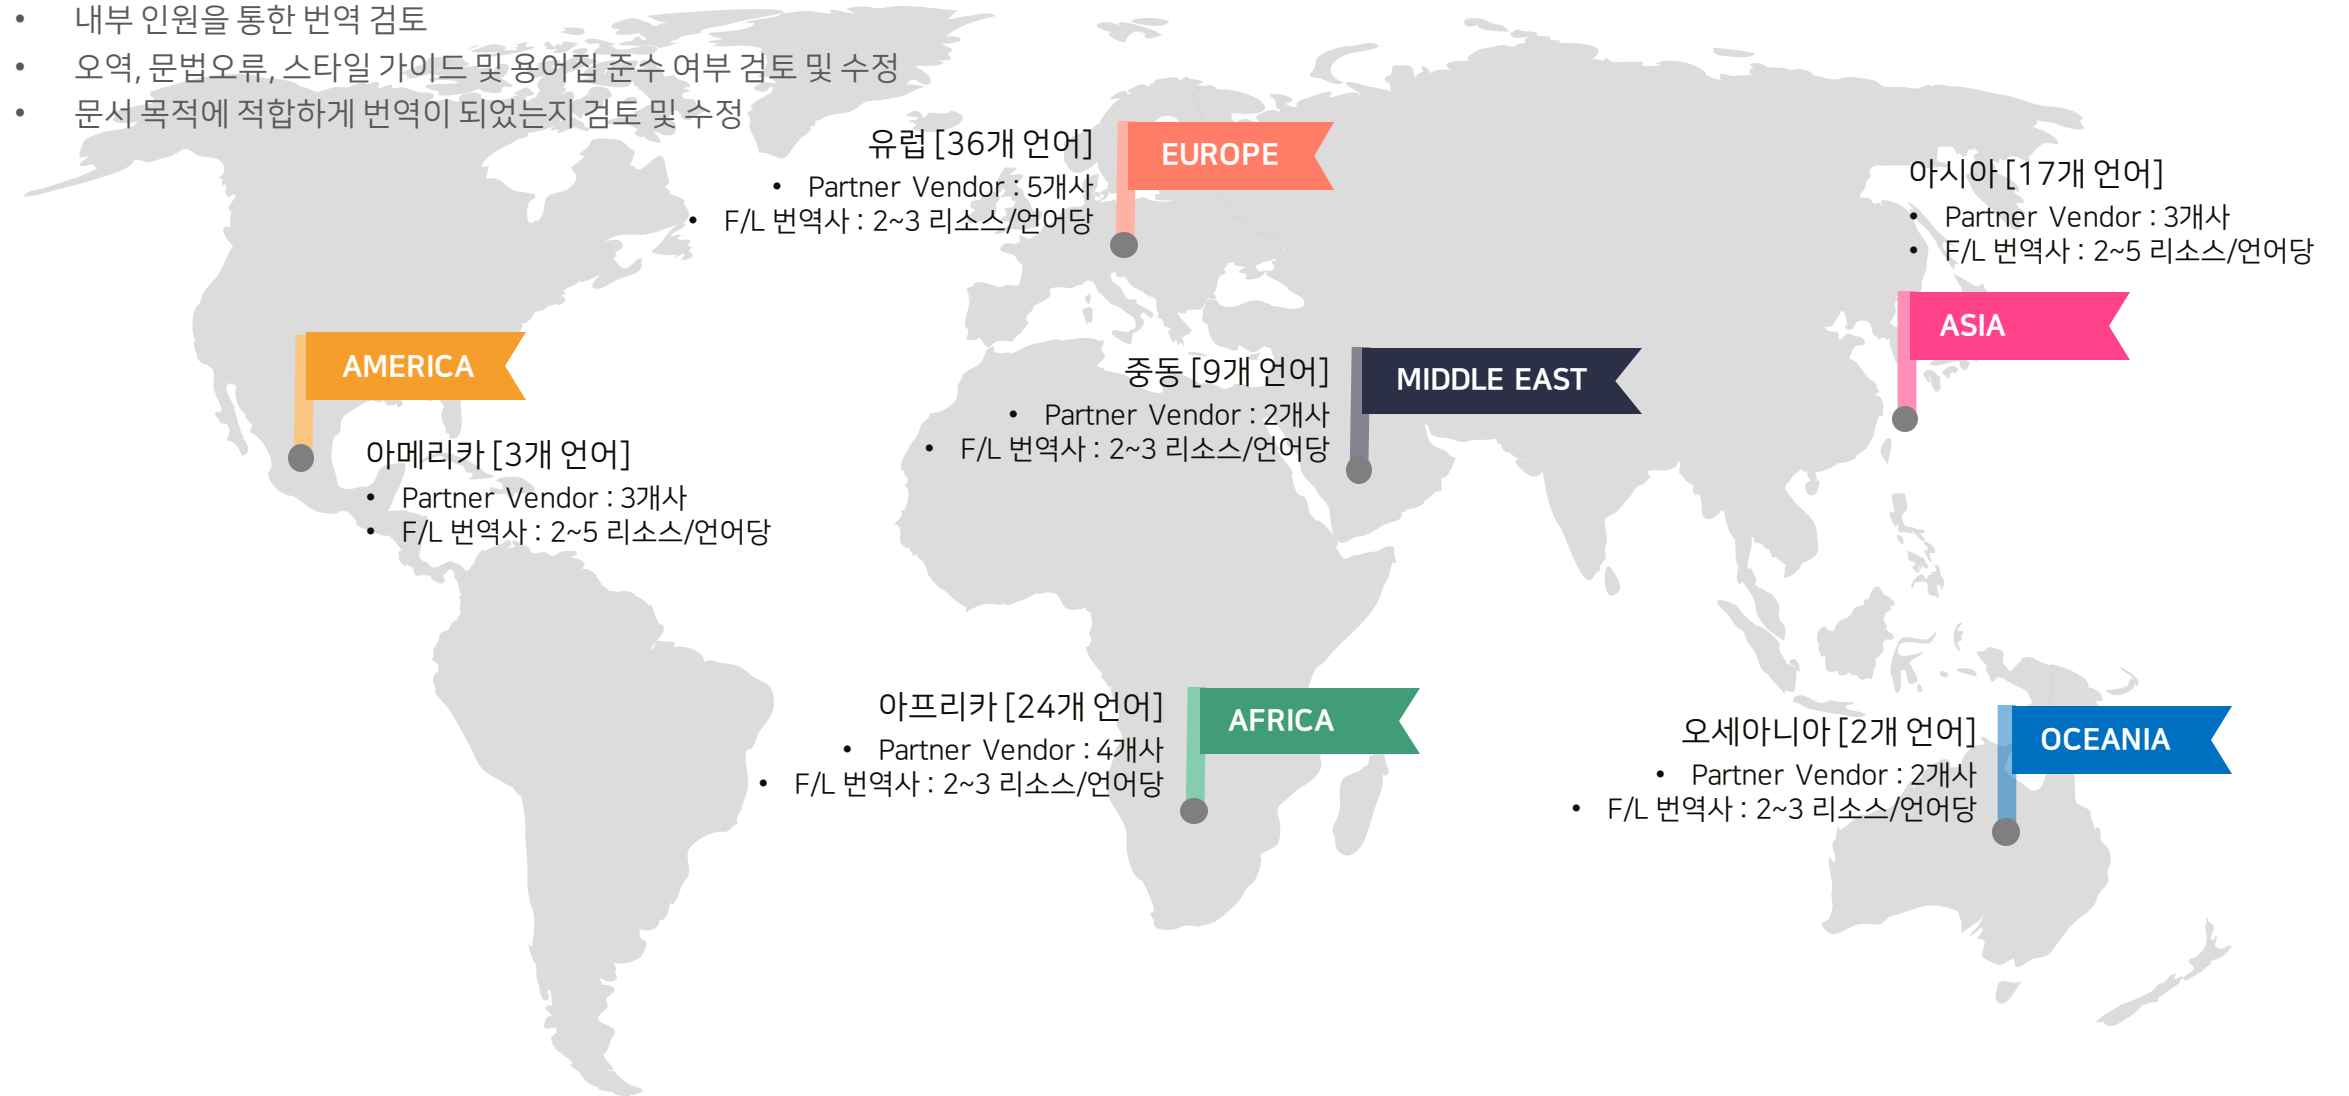 • 내부 인원을 통한 번역 검토
• 오역, 문법오류, 스타일 가이드 및 용어집 준수 여부 검토 및 수정
• 문서 목적에 적합하게 번역이 되었는지 검토 및 수정
유럽 [36개 언어]
• Partner Vendor : 5개사
• F/L 번역사 : 2~3 리소스/언어당
EUROPE
아시아 [17개 언어]
• Partner Vendor : 3개사
• F/L 번역사 : 2~5 리소스/언어당
ASIA
AMERICA
아메리카 [3개 언어]
• Partner Vendor : 3개사
• F/L 번역사 : 2~5 리소스/언어당
중동 [9개 언어]
• Partner Vendor : 2개사
• F/L 번역사 : 2~3 리소스/언어당
MIDDLE EAST
아프리카 [24개 언어]
• Partner Vendor : 4개사
• F/L 번역사 : 2~3 리소스/언어당
AFRICA
오세아니아 [2개 언어]
• Partner Vendor : 2개사
• F/L 번역사 : 2~3 리소스/언어당
OCEANIA